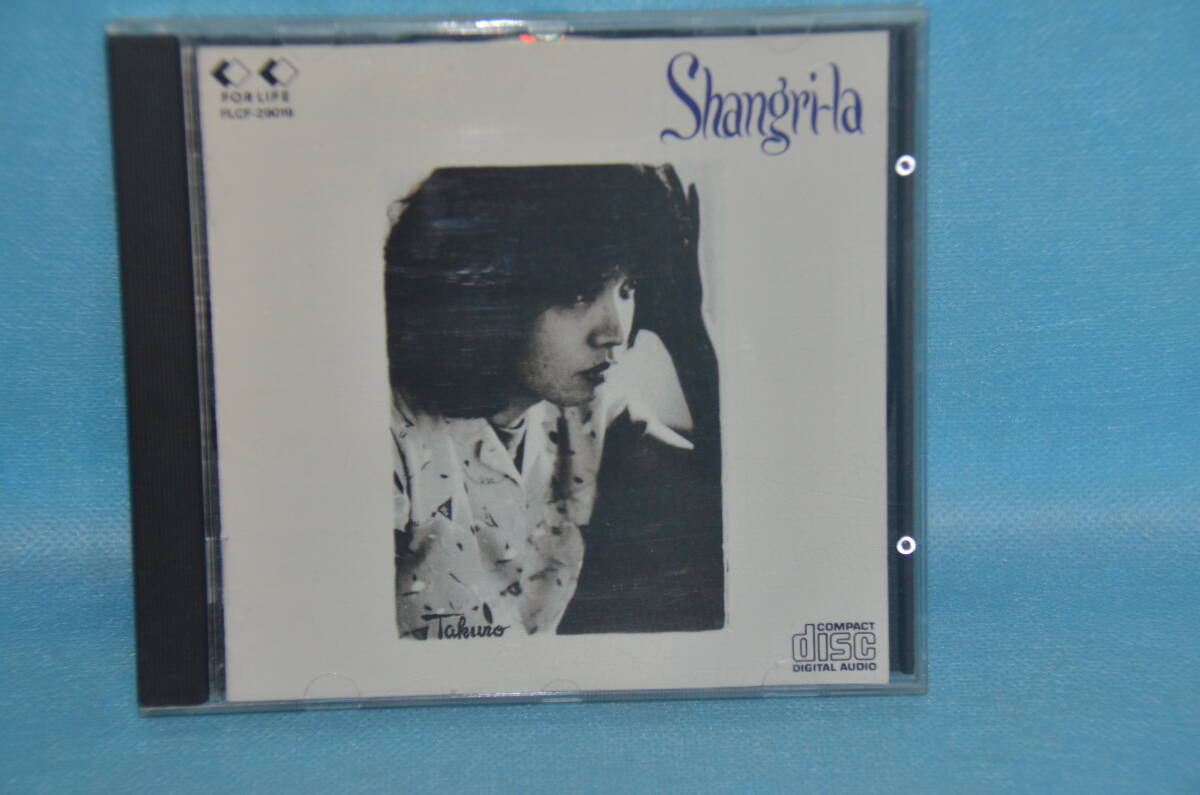 FOR LIFE
FLCF-29019
Shangri-la
Takuro
COMPACT
disc
DIGITAL AUDIO